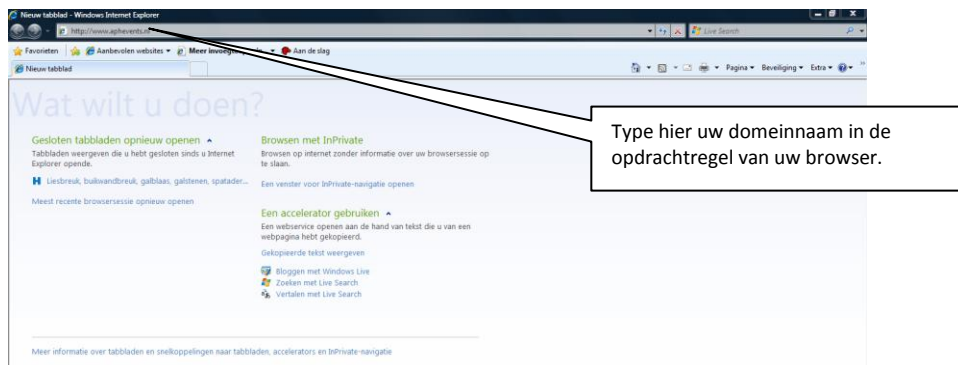 Nieuw tabblad - Windows Internet Explorer
http://www.aphevents.nl
Live Search
Favorieten
Aanbevolen websites
Meer invoegtoepassin
Aan de slag
Nieuw tabblad
Pagina
Beveiliging
Extra
Wat wilt u doen?
Gesloten tabbladen opnieuw openen
Tabbladen weergeven die u hebt gesloten sinds u Internet
Explorer opende.
Liesbreuk, buikwandbreuk, galblaas, galstenen, spatader...
Meest recente browsersessie opnieuw openen
Browsen met InPrivate
Browsen op internet zonder informatie over uw browsersessie op
te slaan.
Een venster voor InPrivate-navigatie openen
Een accelerator gebruiken
Een webservice openen aan de hand van tekst die u van een
webpagina hebt gekopieerd.
Gekopieerde tekst weergeven
Bloggen met Windows Live
Zoeken met Live Search
Vertalen met Live Search
Meer informatie over tabbladen en snelkoppelingen naar tabbladen, accelerators en InPrivate-navigatie
Type hier uw domeinnaam in de
opdrachtregel van uw browser.